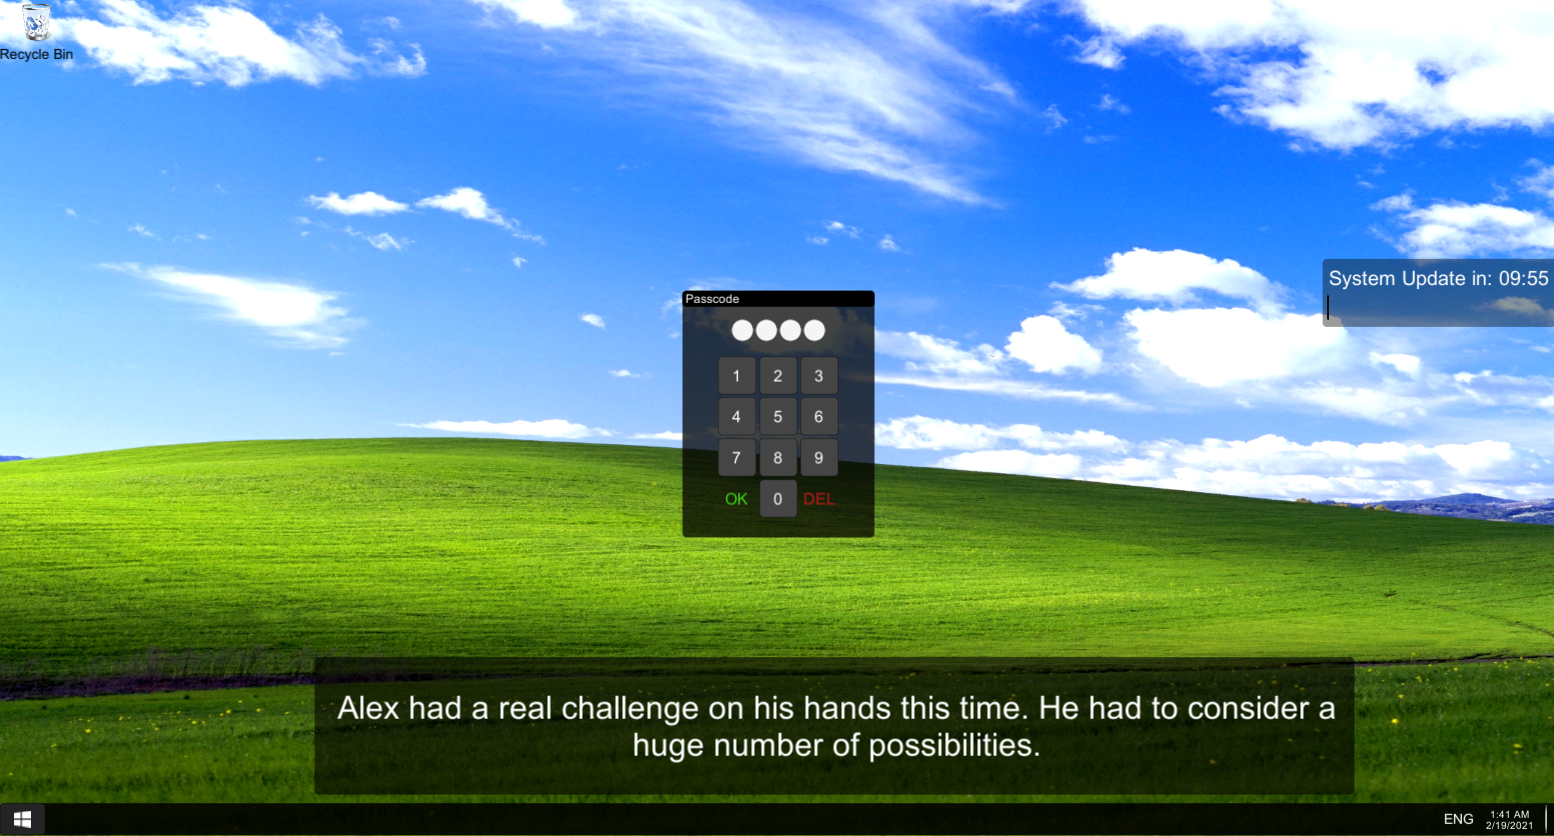 Recycle Bin
System Update in: 09:55
Passcode
1 2 3
4 5 6
7 8 9
OK 0 DEL
Alex had a real challenge on his hands this time. He had to consider a
huge number of possibilities.
ENG 1:41 AM
2/19/2021